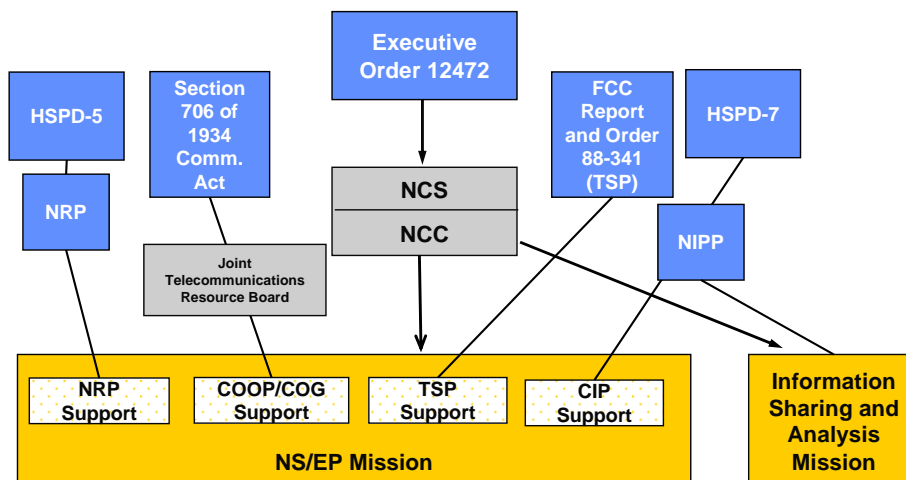 Executive
Order 12472
HSPD-5
Section
706 of
1934
Comm.
Act
FCC
Report
and Order
88-341
(TSP)
HSPD-7
NRP
NCS
NCC
NIPP
Joint
Telecommunications
Resource Board
NRP
Support
COOP/COG
Support
TSP
Support
CIP
Support
NS/EP Mission
Information
Sharing and
Analysis
Mission